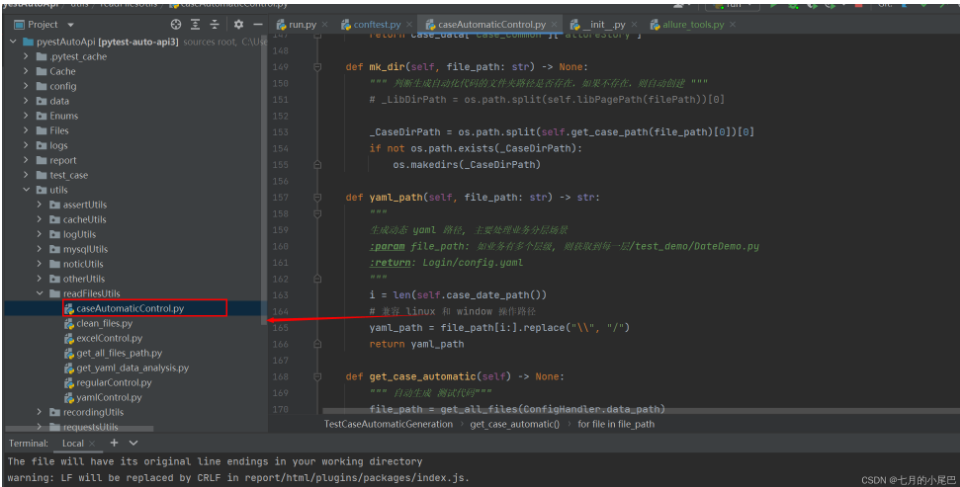 Project
run.py
conftest.py
caseAutomaticControl.py
__init__.py
allure_tools.py
pyestAutoApi [pytest-auto-api3] sources root,
.pytest_cache
Cache
config
data
Enums
Files
logs
report
test_case
utils
assertUtils
cacheUtils
logUtils
mysqlUtils
noticUtils
otherUtils
readFilesUtils
caseAutomaticControl.py
clean_files.py
excelControl.py
get_all_files_path.py
get_yaml_data_analysis.py
regularControl.py
yamlControl.py
recordingUtils
requestsUtils
148
149 def mk_dir(self, file_path: str) -> None:
150 """ 判断生成自动化代码的文件夹路径是否存在，如果不存在，则自动创建 """
151 # _LibDirPath = os.path.split(self.libPagePath(filePath))[0]
152
153 _CaseDirPath = os.path.split(self.get_case_path(file_path)[0])[0]
154 if not os.path.exists(_CaseDirPath):
155 os.makedirs(_CaseDirPath)
156
157 def yaml_path(self, file_path: str) -> str:
158 """
159 生成动态 yaml 路径, 主要处理业务分层场景
160 :param file_path: 如业务有多个层级, 则获取到每一层/test_demo/DateDemo.py
161 :return: Login/config.yaml
162 """
163 i = len(self.case_date_path())
164 # 兼容 linux 和 window 操作路径
165 yaml_path = file_path[i:].replace("\\", "/")
166 return yaml_path
167
168 def get_case_automatic(self) -> None:
169 """ 自动生成 测试代码"""
170 file_path = get_all_files(ConfigHandler.data_path)
TestCaseAutomaticGeneration
get_case_automatic()
for file in file_path
Terminal: Local
The file will have its original line endings in your working directory
warning: LF will be replaced by CRLF in report/html/plugins/packages/index.js.
CSDN @七月的小尾巴